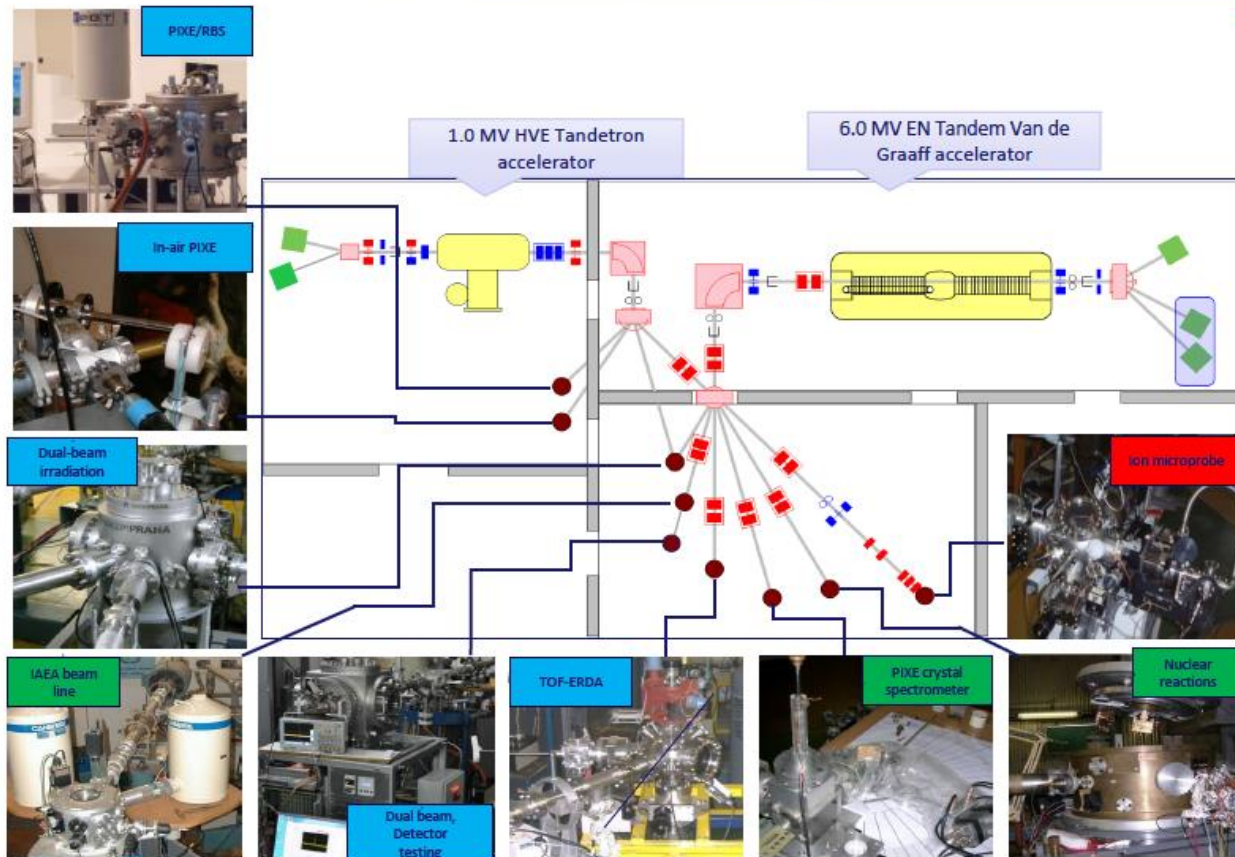 PGT
PIXE/RBS
1.0 MV HVE Tandetron
accelerator
6.0 MV EN Tandem Van de
Graaff accelerator
In-air PIXE
Dual-beam
irradiation
Ion microprobe
IAEA beam
line
TOF-ERDA
PIXE crystal
spectrometer
Nuclear
reactions
Dual beam,
Detector
testing